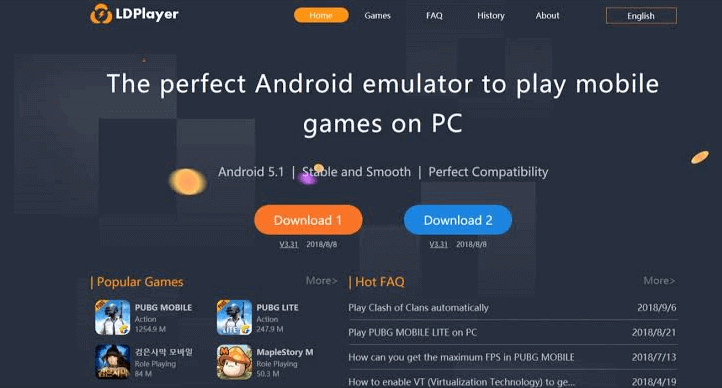 LDPlayer
Home Games FAQ History About English
The perfect Android emulator to play mobile
games on PC
Android 5.1 | Stable and Smooth | Perfect Compatibility
Download 1 Download 2
V3.31 2018/8/8 V3.31 2018/8/8
Popular Games More>
PUBG MOBILE
Action
1254.9 M
PUBG LITE
Action
247.9 M
검은사막 모바일
Role Playing
84 M
MapleStory M
Role Playing
50.3 M
Hot FAQ More>
Play Clash of Clans automatically 2018/9/6
Play PUBG MOBILE LITE on PC 2018/8/21
How can you get the maximum FPS in PUBG MOBILE 2018/7/13
How to enable VT (Virtualization Technology) to ge... 2018/4/19